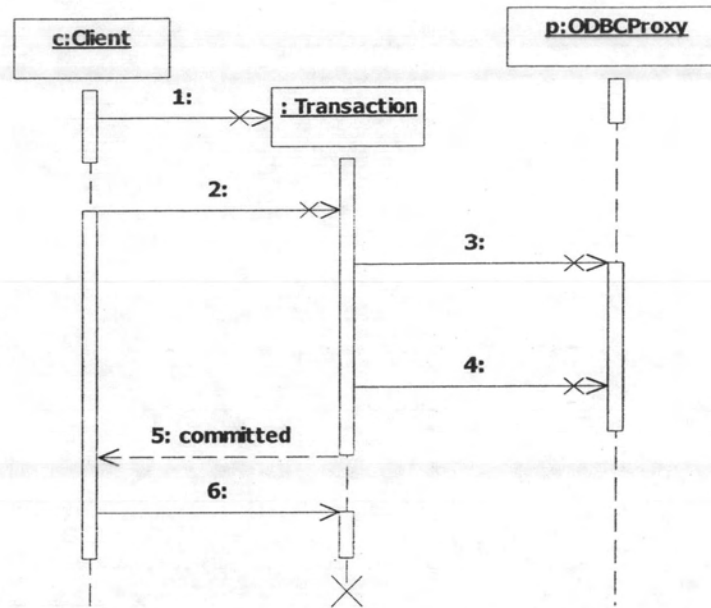 c:Client
p:ODBCProxy
1:
: Transaction
2:
3:
4:
5: committed
6: